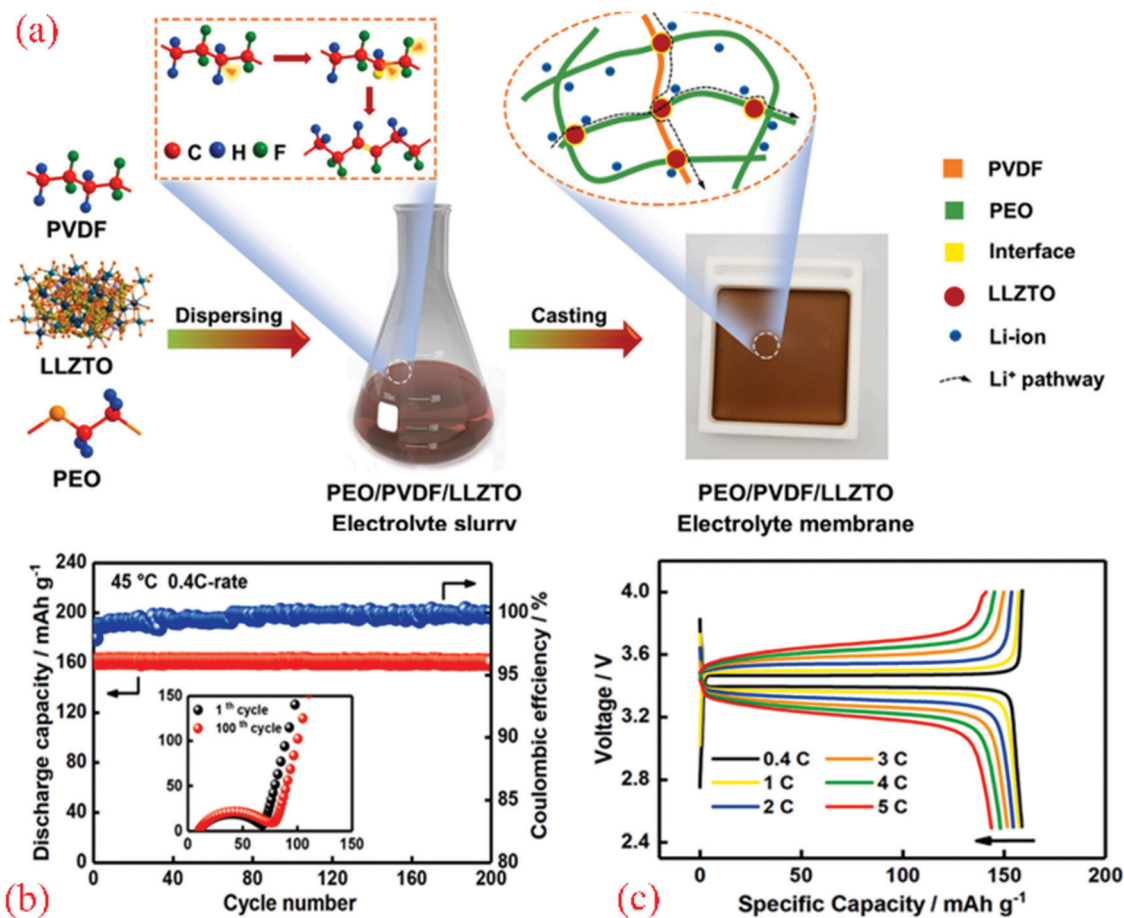 (a)
C H F
PVDF
LLZTO
PEO
Dispersing
Casting
PEO/PVDF/LLZTO
Electrolyte slurry
PEO/PVDF/LLZTO
Electrolyte membrane
PVDF
PEO
Interface
LLZTO
Li-ion
Li⁺ pathway
(b)
45 °C 0.4C-rate
Discharge capacity / mAh g⁻¹
240
200
160
120
80
40
0
0 40 80 120 160 200
Cycle number
100
95
90
85
80
Coulombic effciency / %
1 th cycle
100 th cycle
150
100
50
0
0 50 100 150
(c)
Voltage / V
4.0
3.6
3.2
2.8
2.4
0.4 C 3 C
1 C 4 C
2 C 5 C
0 50 100 150 200
Specific Capacity / mAh g⁻¹